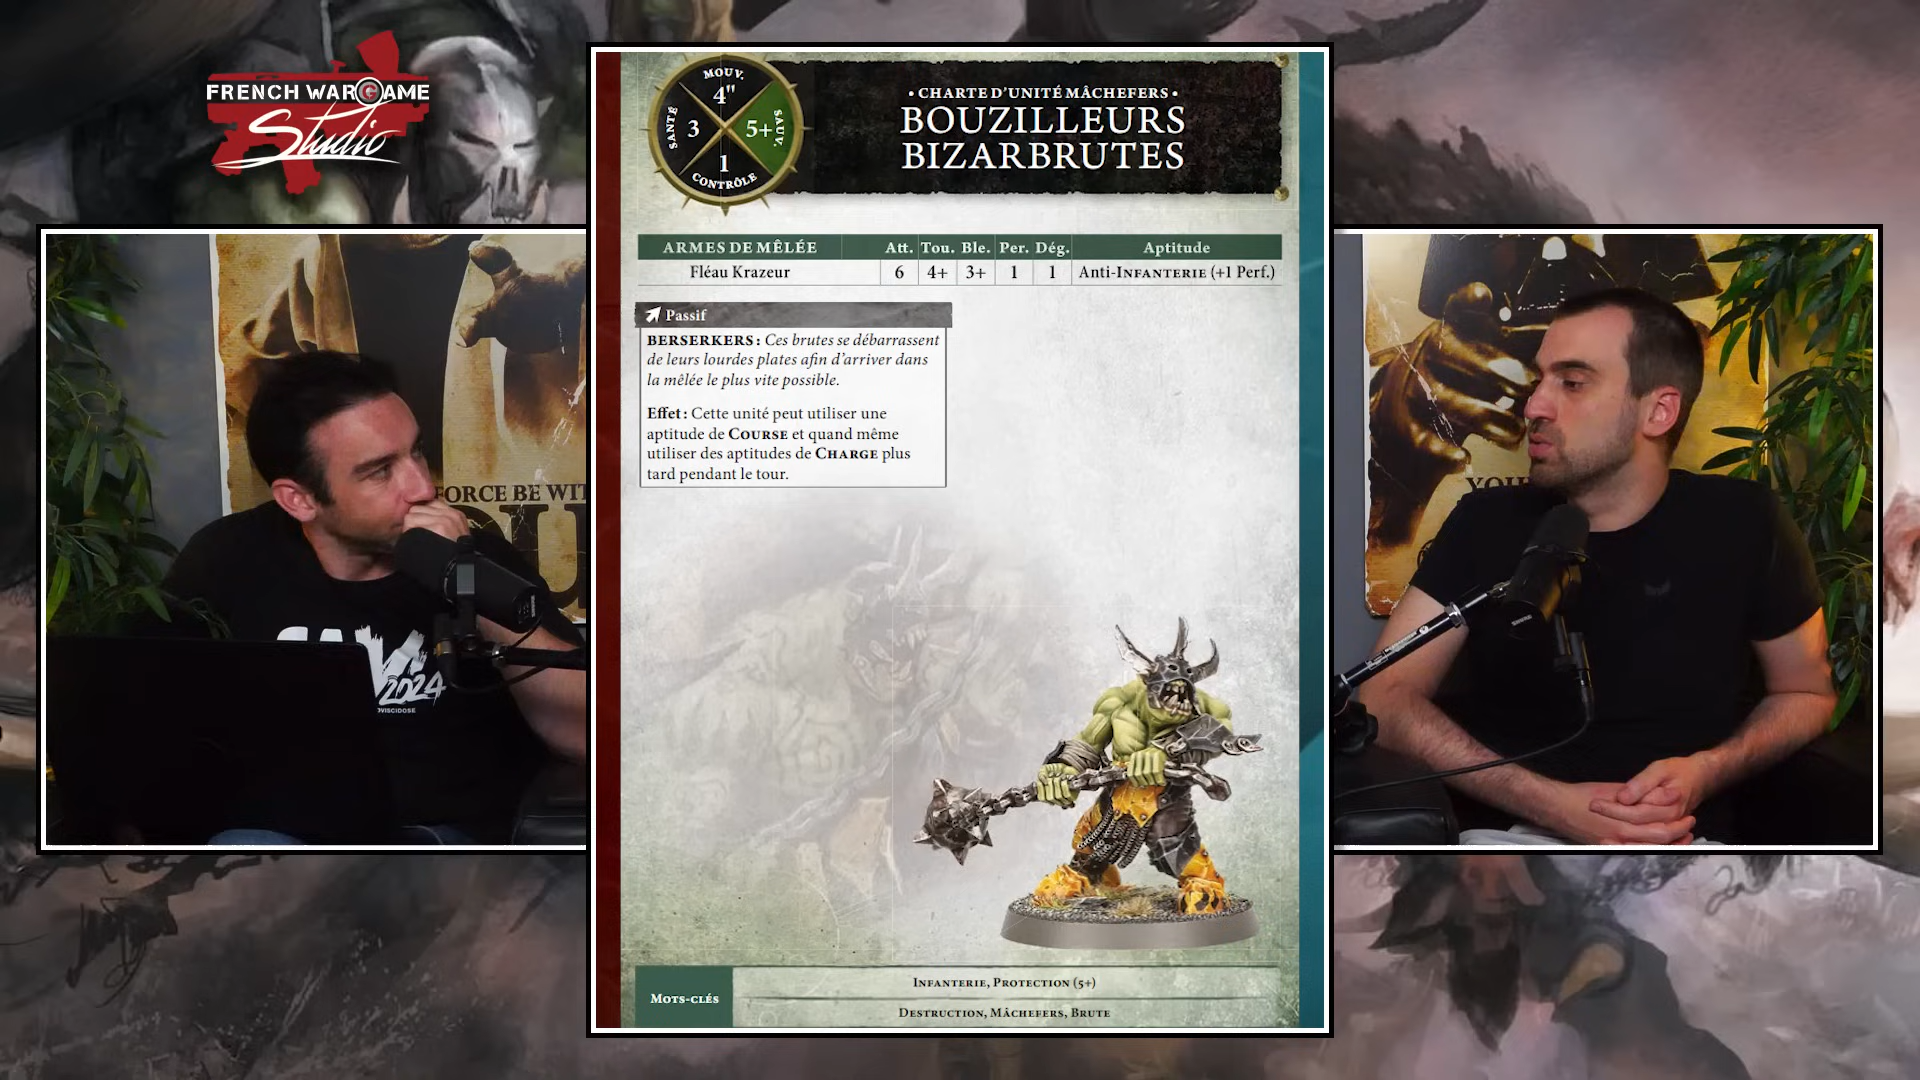 FRENCH WARGAME
Studio
MOUV.
4"
SANTÉ
3
5+
SAUV.
1
CONTRÔLE
• CHARTE D'UNITÉ MÂCHEFERS •
BOUZILLEURS
BIZARBRUTES
ARMES DE MÊLÉE Att. Tou. Ble. Per. Dég. Aptitude
Fléau Krazeur 6 4+ 3+ 1 1 Anti-Infanterie (+1 Perf.)
Passif
BERSERKERS : Ces brutes se débarrassent
de leurs lourdes plates afin d'arriver dans
la mêlée le plus vite possible.
Effet : Cette unité peut utiliser une
aptitude de Course et quand même
utiliser des aptitudes de Charge plus
tard pendant le tour.
Mots-clés
Infanterie, Protection (5+)
Destruction, Mâchefers, Brute
FORCE BE WIT
OU
2024
YOU